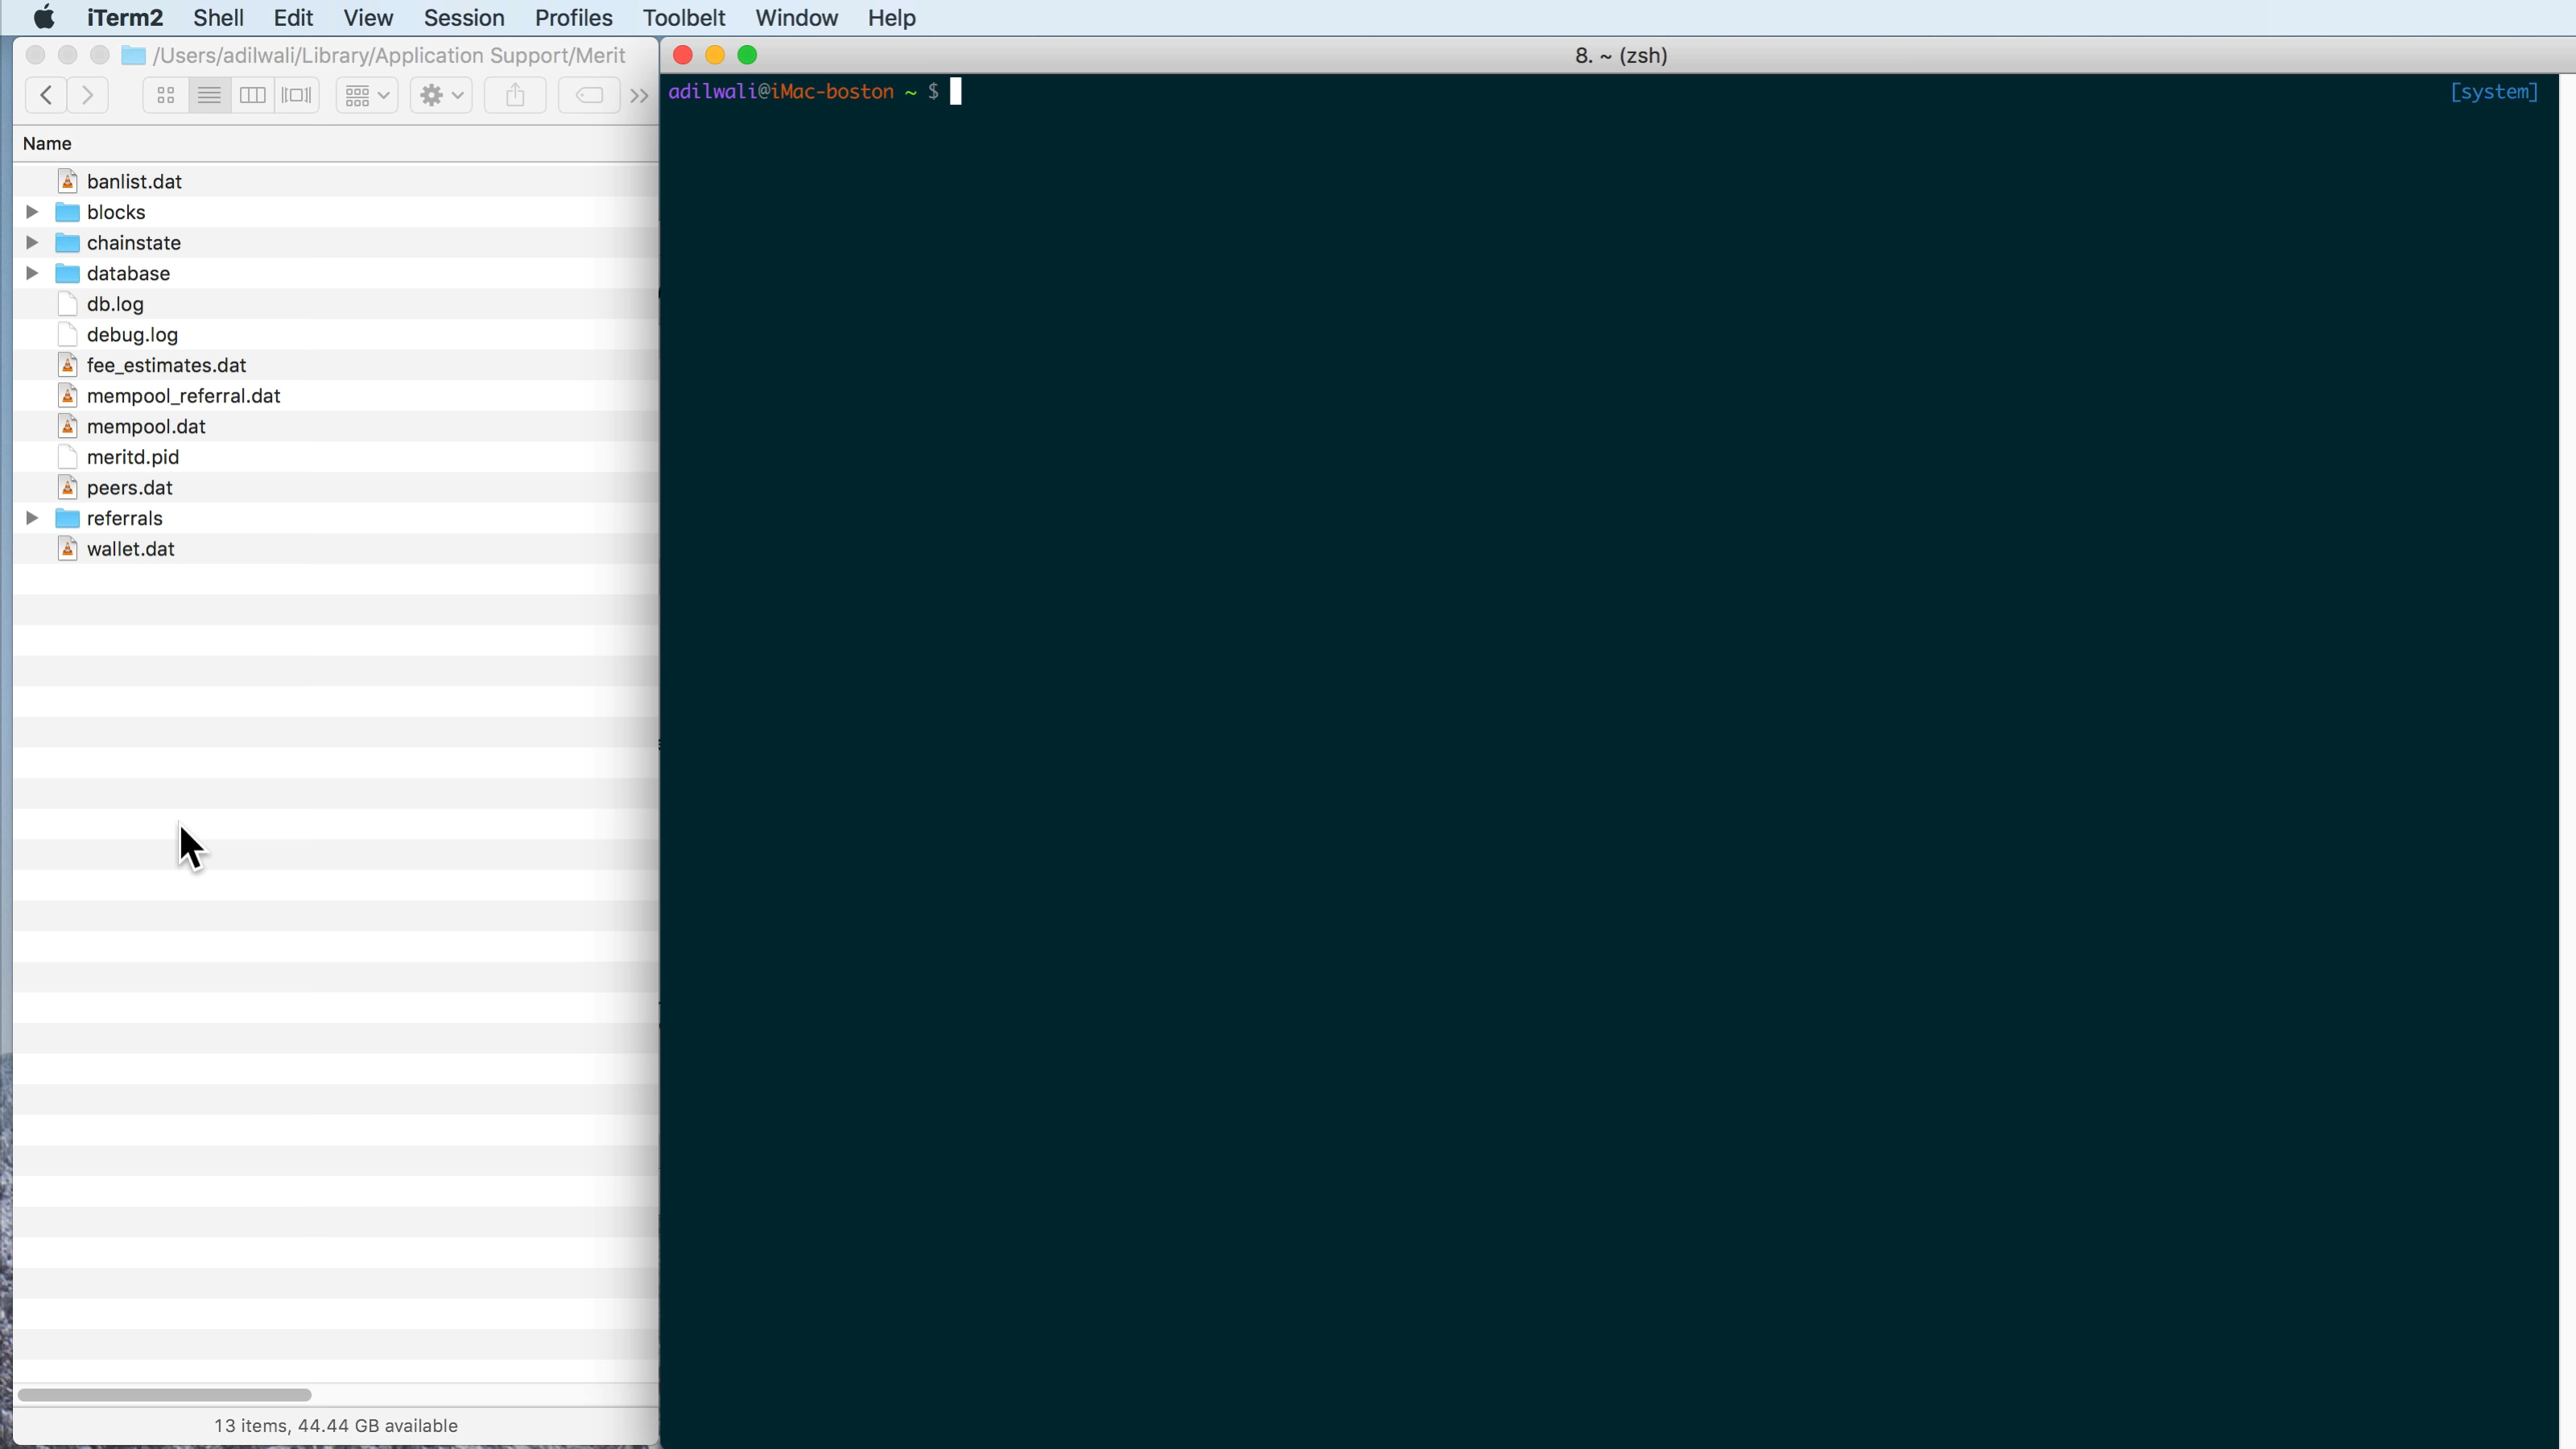 iTerm2 Shell Edit View Session Profiles Toolbelt Window Help
/Users/adilwali/Library/Application Support/Merit
Name
banlist.dat
blocks
chainstate
database
db.log
debug.log
fee_estimates.dat
mempool_referral.dat
mempool.dat
meritd.pid
peers.dat
referrals
wallet.dat
13 items, 44.44 GB available
8. ~ (zsh)
adilwali@iMac-boston ~ $ [system]